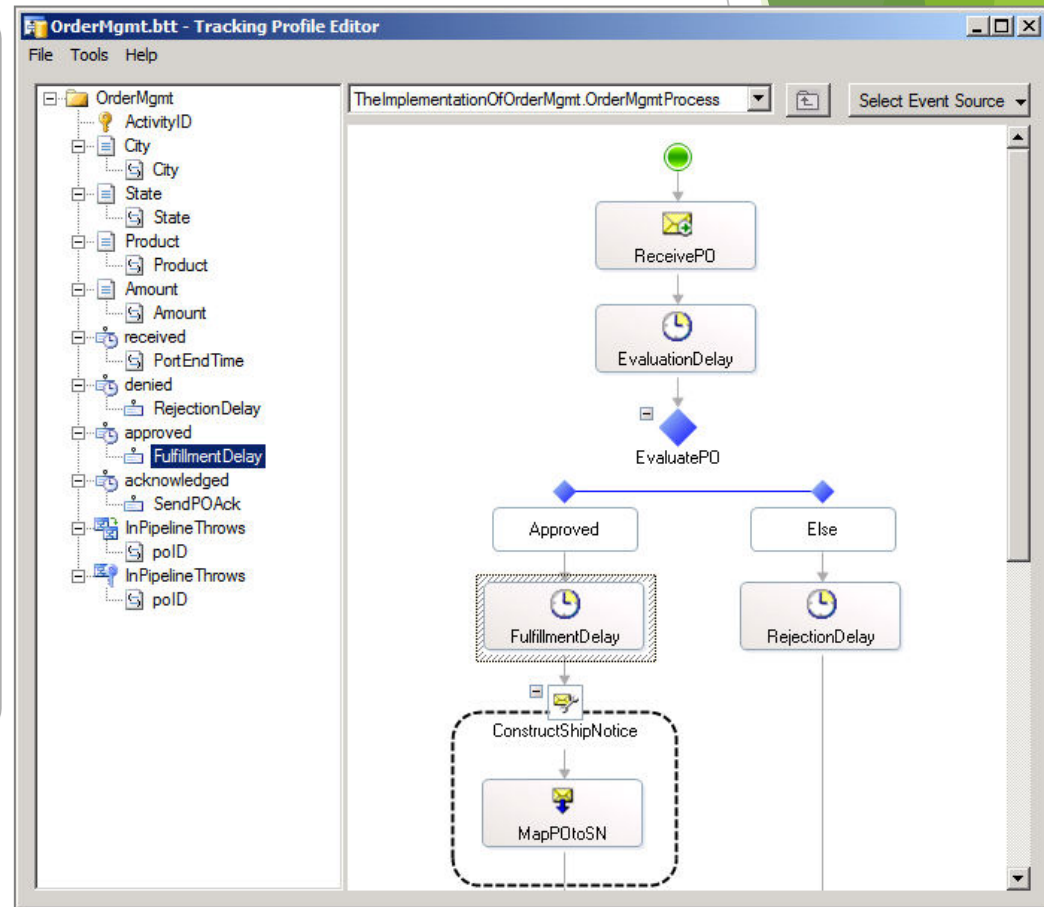 OrderMgmt.btt - Tracking Profile Editor
File Tools Help
OrderMgmt
ActivityID
City
City
State
State
Product
Product
Amount
Amount
received
PortEndTime
denied
RejectionDelay
approved
FulfillmentDelay
acknowledged
SendPOAck
InPipelineThrows
poID
InPipelineThrows
poID
TheImplementationOfOrderMgmt.OrderMgmtProcess
Select Event Source
ReceivePO
EvaluationDelay
EvaluatePO
Approved
Else
FulfillmentDelay
RejectionDelay
ConstructShipNotice
MapPOtoSN